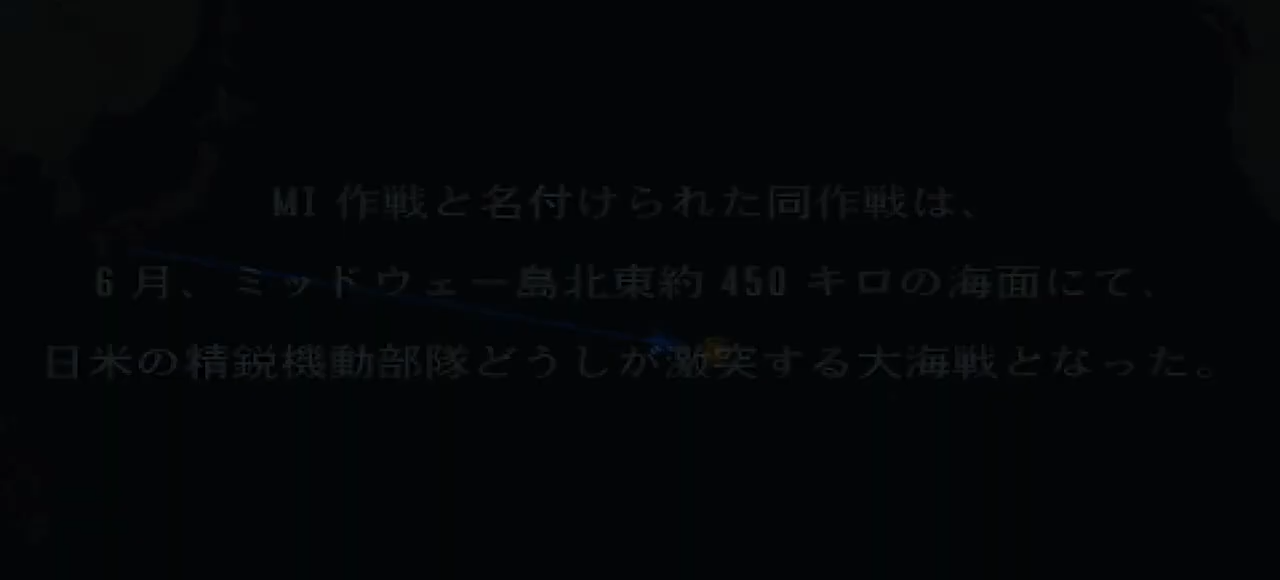 MI 作戦と名付けられた同作戦は、
6 月、ミッドウェー島北東約 450 キロの海面にて、
日米の精鋭機動部隊どうしが激突する大海戦となった。